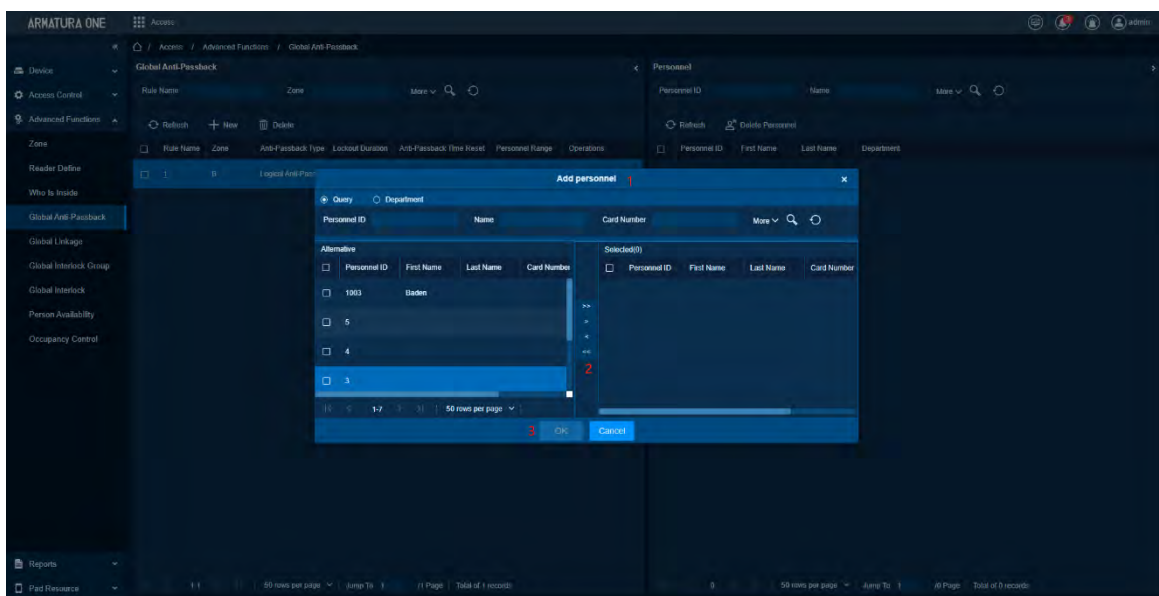 ARMATURA ONE
Access
admin
Device
Access Control
Advanced Functions
Zone
Reader Define
Who Is Inside
Global Anti-Passback
Global Linkage
Global Interlock Group
Global Interlock
Person Availability
Occupancy Control
Reports
Pad Resource
/ Access / Advanced Functions / Global Anti-Passback
Global Anti-Passback
Rule Name Zone More
Refresh New Delete
Rule Name Zone Anti-Passback Type Lockout Duration Anti-Passback Time Reset Personnel Range Operations
1 B Logical Anti-Pas
50 rows per page Jump To 1 /1 Page Total of 1 records
Personnel
Personnel ID Name More
Refresh Delete Personnel
Personnel ID First Name Last Name Department
0 50 rows per page Jump To 1 /0 Page Total of 0 records
Add personnel 1
Query Department
Personnel ID Name Card Number More
Alternative
Personnel ID First Name Last Name Card Number
1003 Baden
5
4
3
1-7 50 rows per page
>>
>
<
<<
2
Selected(0)
Personnel ID First Name Last Name Card Number
3 OK Cancel